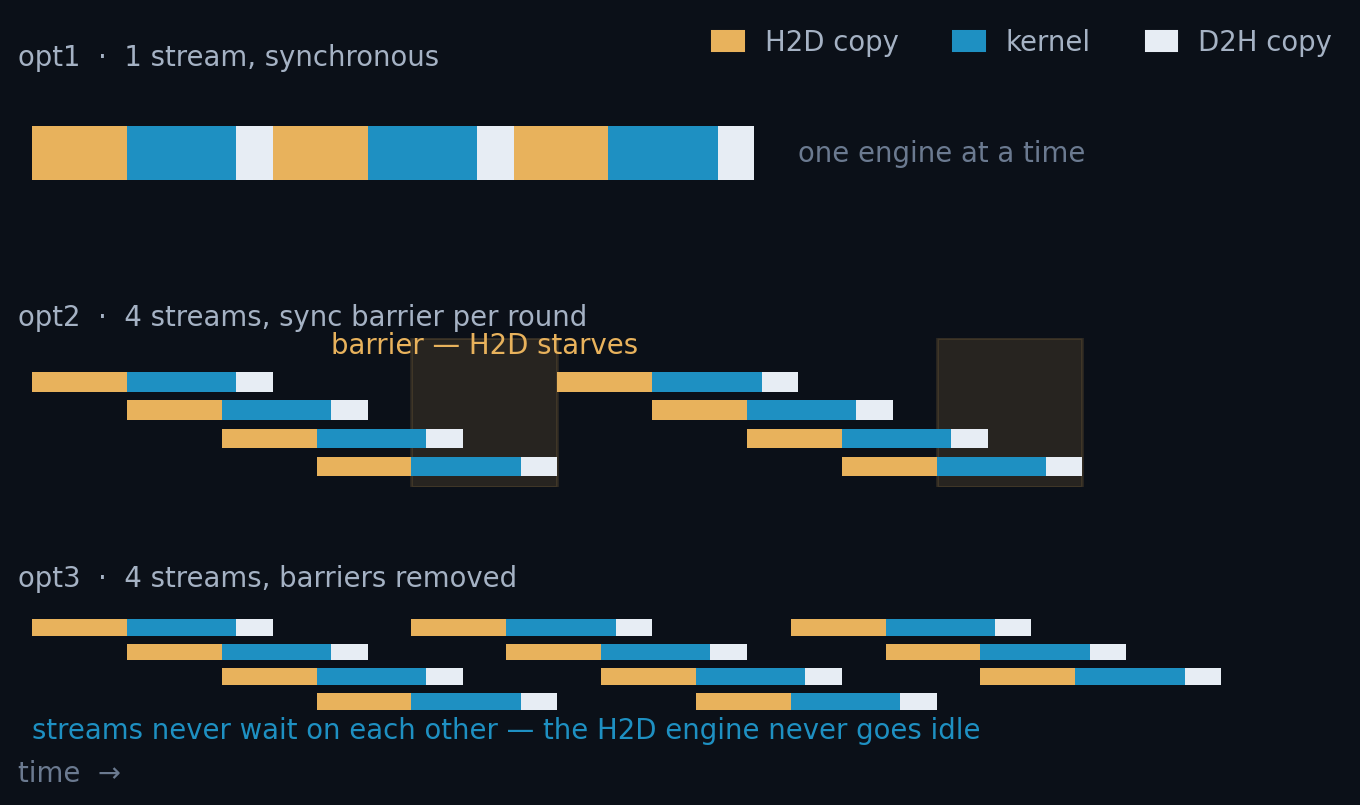 opt1 · 1 stream, synchronous
H2D copy
kernel
D2H copy
one engine at a time
opt2 · 4 streams, sync barrier per round
barrier — H2D starves
opt3 · 4 streams, barriers removed
streams never wait on each other — the H2D engine never goes idle
time →